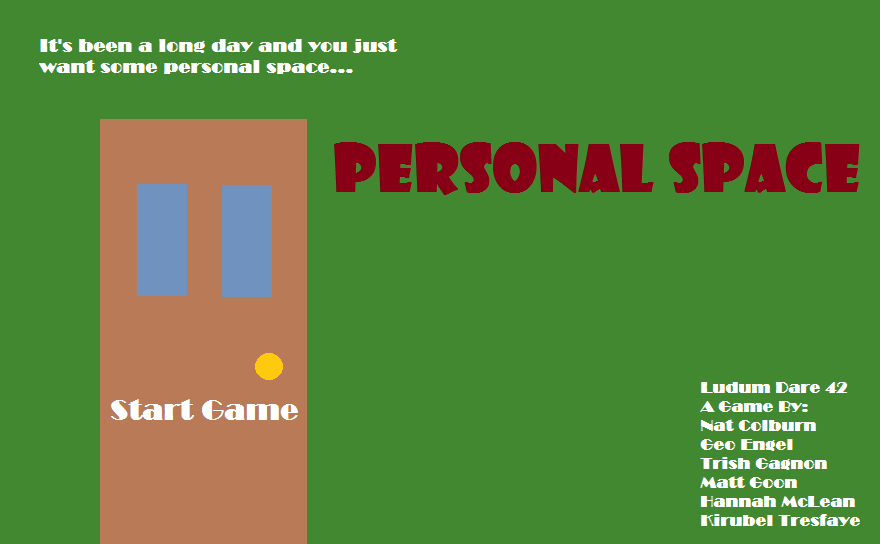 It's been a long day and you just
want some personal space...
PERSONAL SPACE
Start Game
Ludum Dare 42
A Game By:
Nat Colburn
Geo Engel
Trish Gagnon
Matt Goon
Hannah McLean
Kirubel Tresfaye